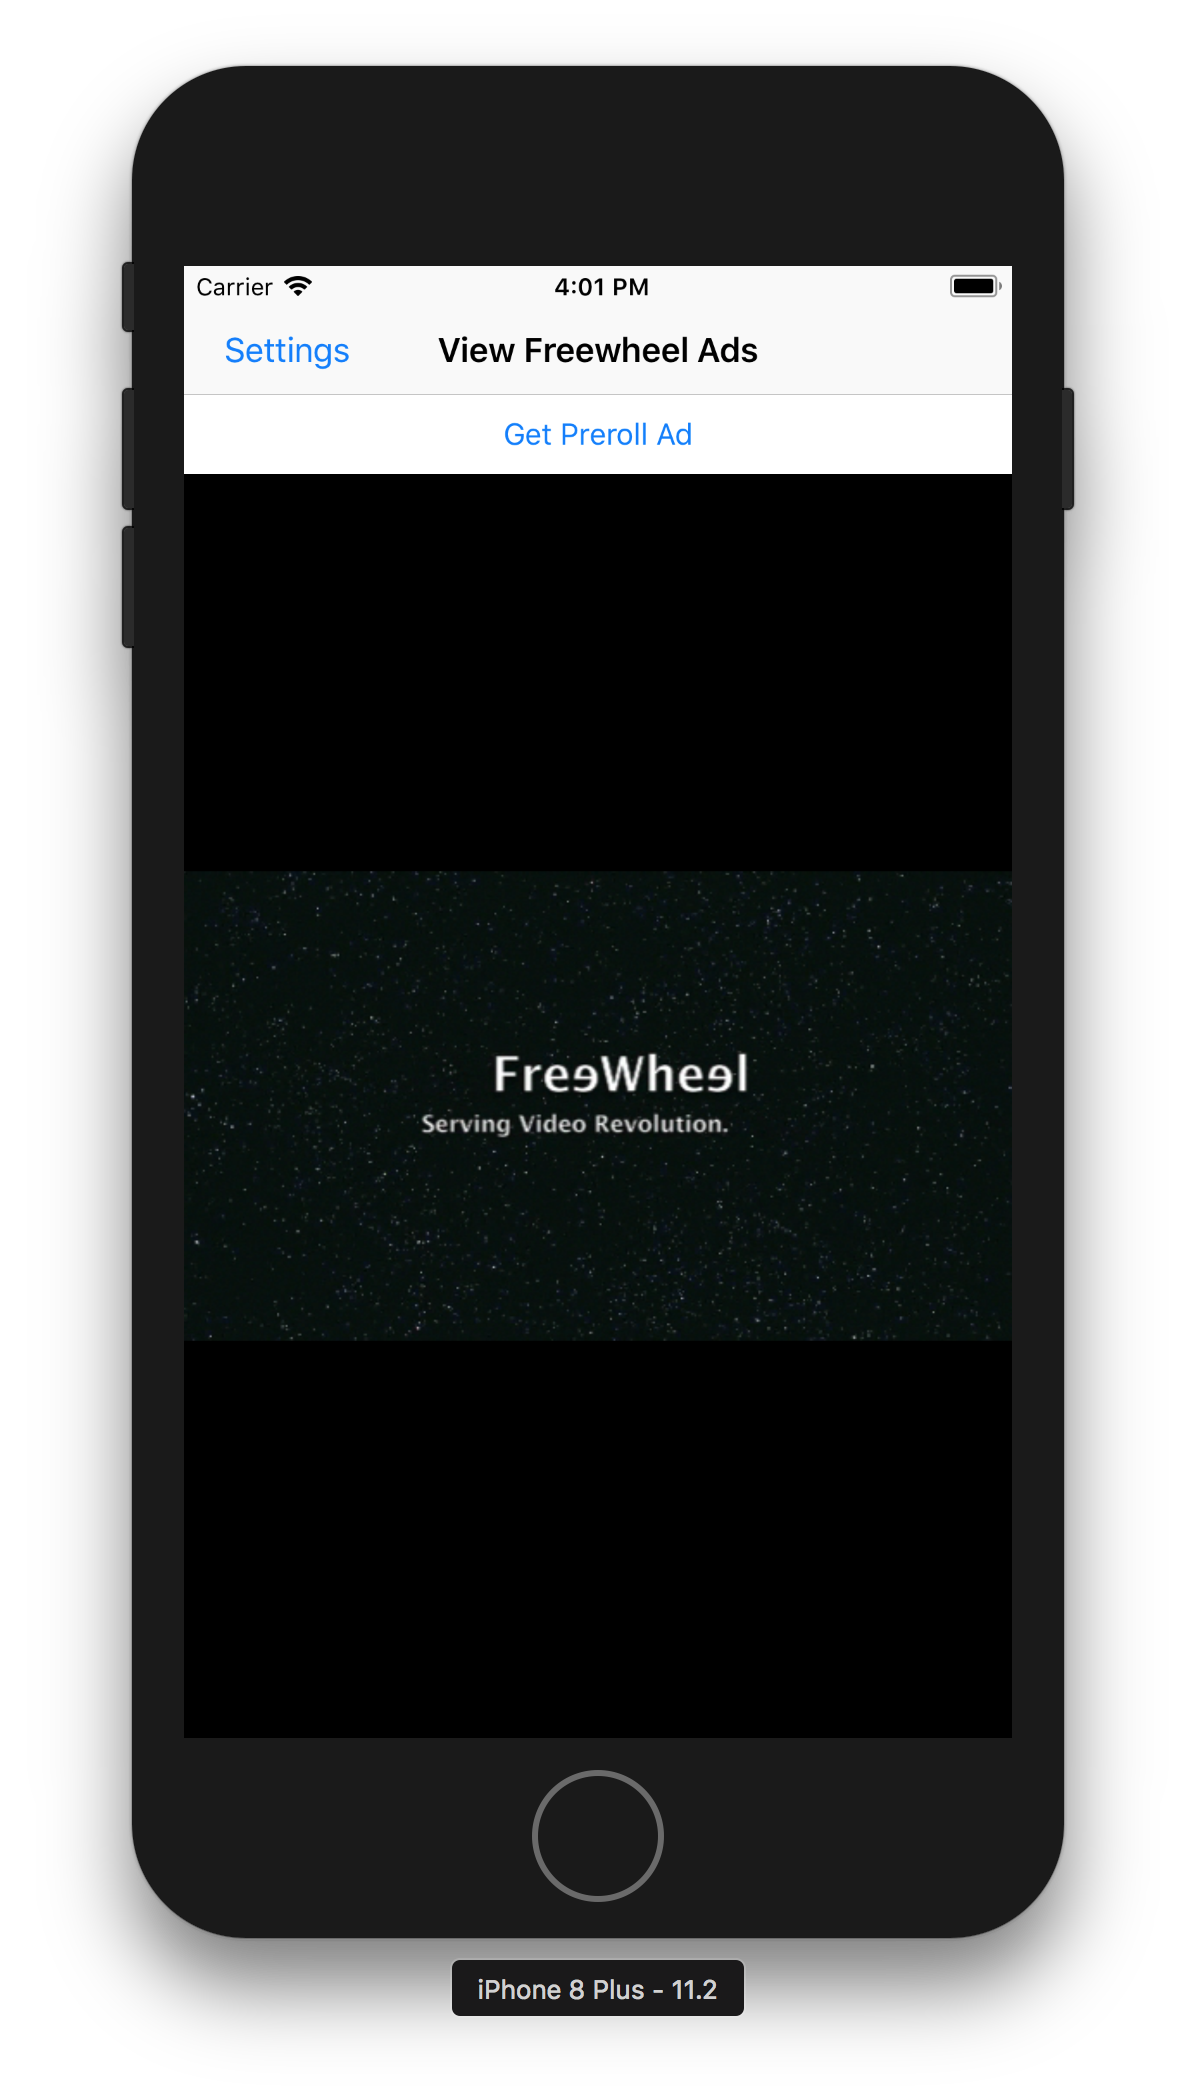 Carrier 4:01 PM
Settings View Freewheel Ads
Get Preroll Ad
FreɘWheɘl
Serving Video Revolution.
iPhone 8 Plus - 11.2